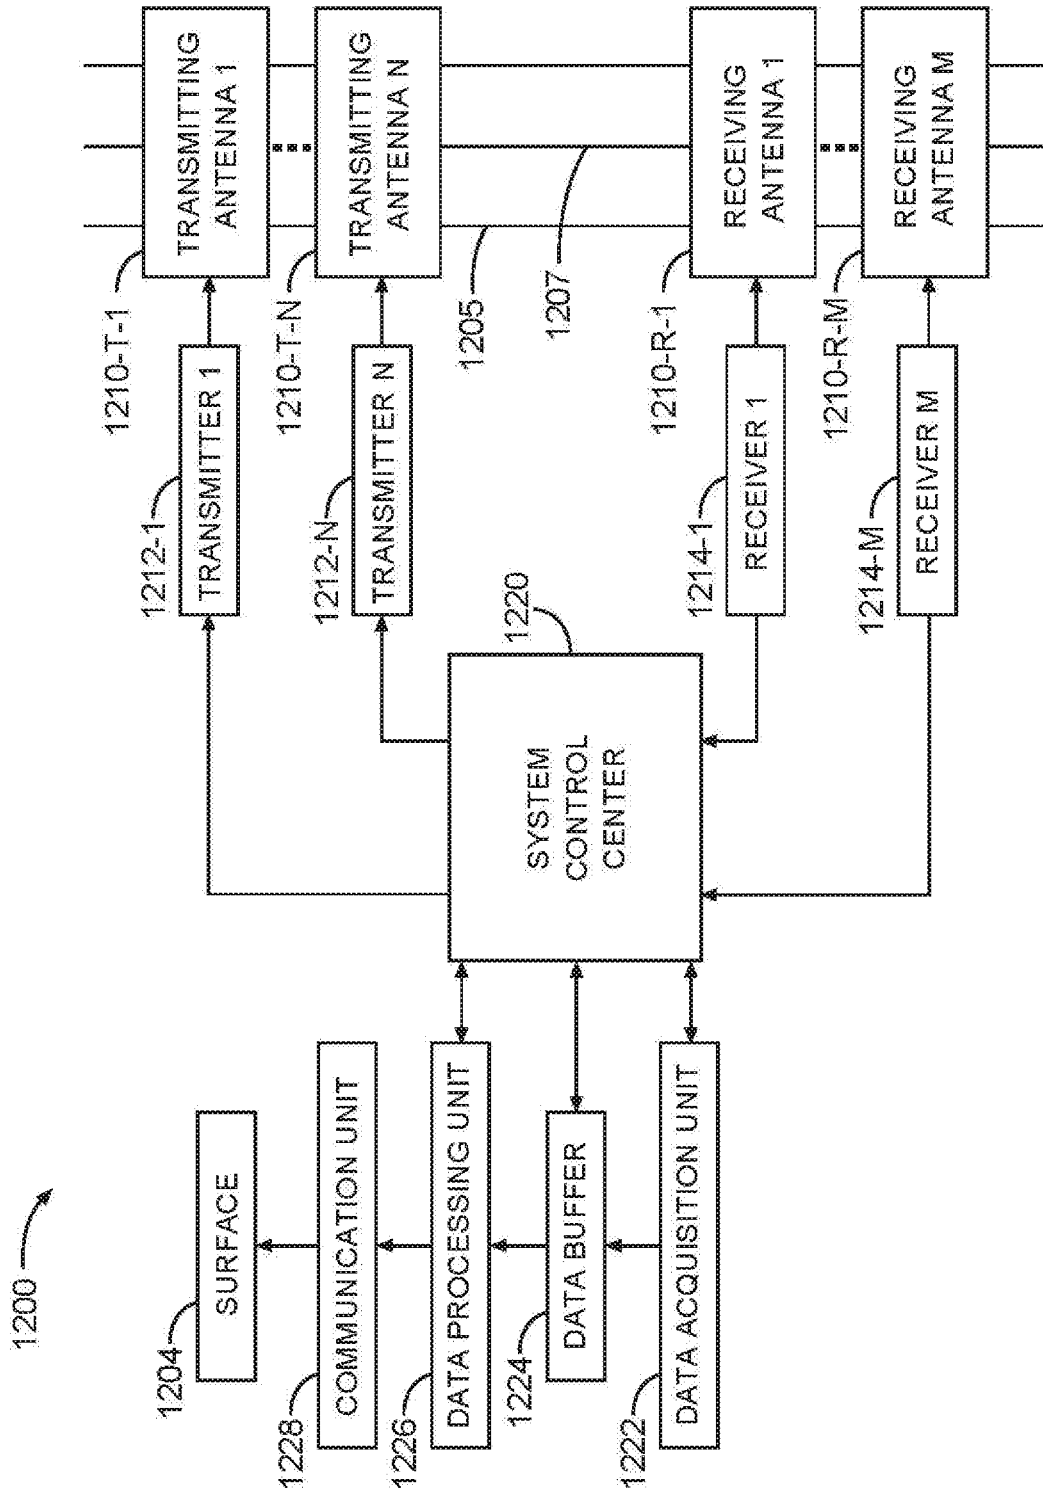 1200
1204
SURFACE
1228
COMMUNICATION UNIT
1226
DATA PROCESSING UNIT
1224
DATA BUFFER
1222
DATA ACQUISITION UNIT
SYSTEM
CONTROL
CENTER
1220
1212-1
TRANSMITTER 1
1212-N
TRANSMITTER N
1214-1
RECEIVER 1
1214-M
RECEIVER M
1210-T-1
TRANSMITTING
ANTENNA 1
1210-T-N
TRANSMITTING
ANTENNA N
1205
1207
1210-R-1
RECEIVING
ANTENNA 1
1210-R-M
RECEIVING
ANTENNA M